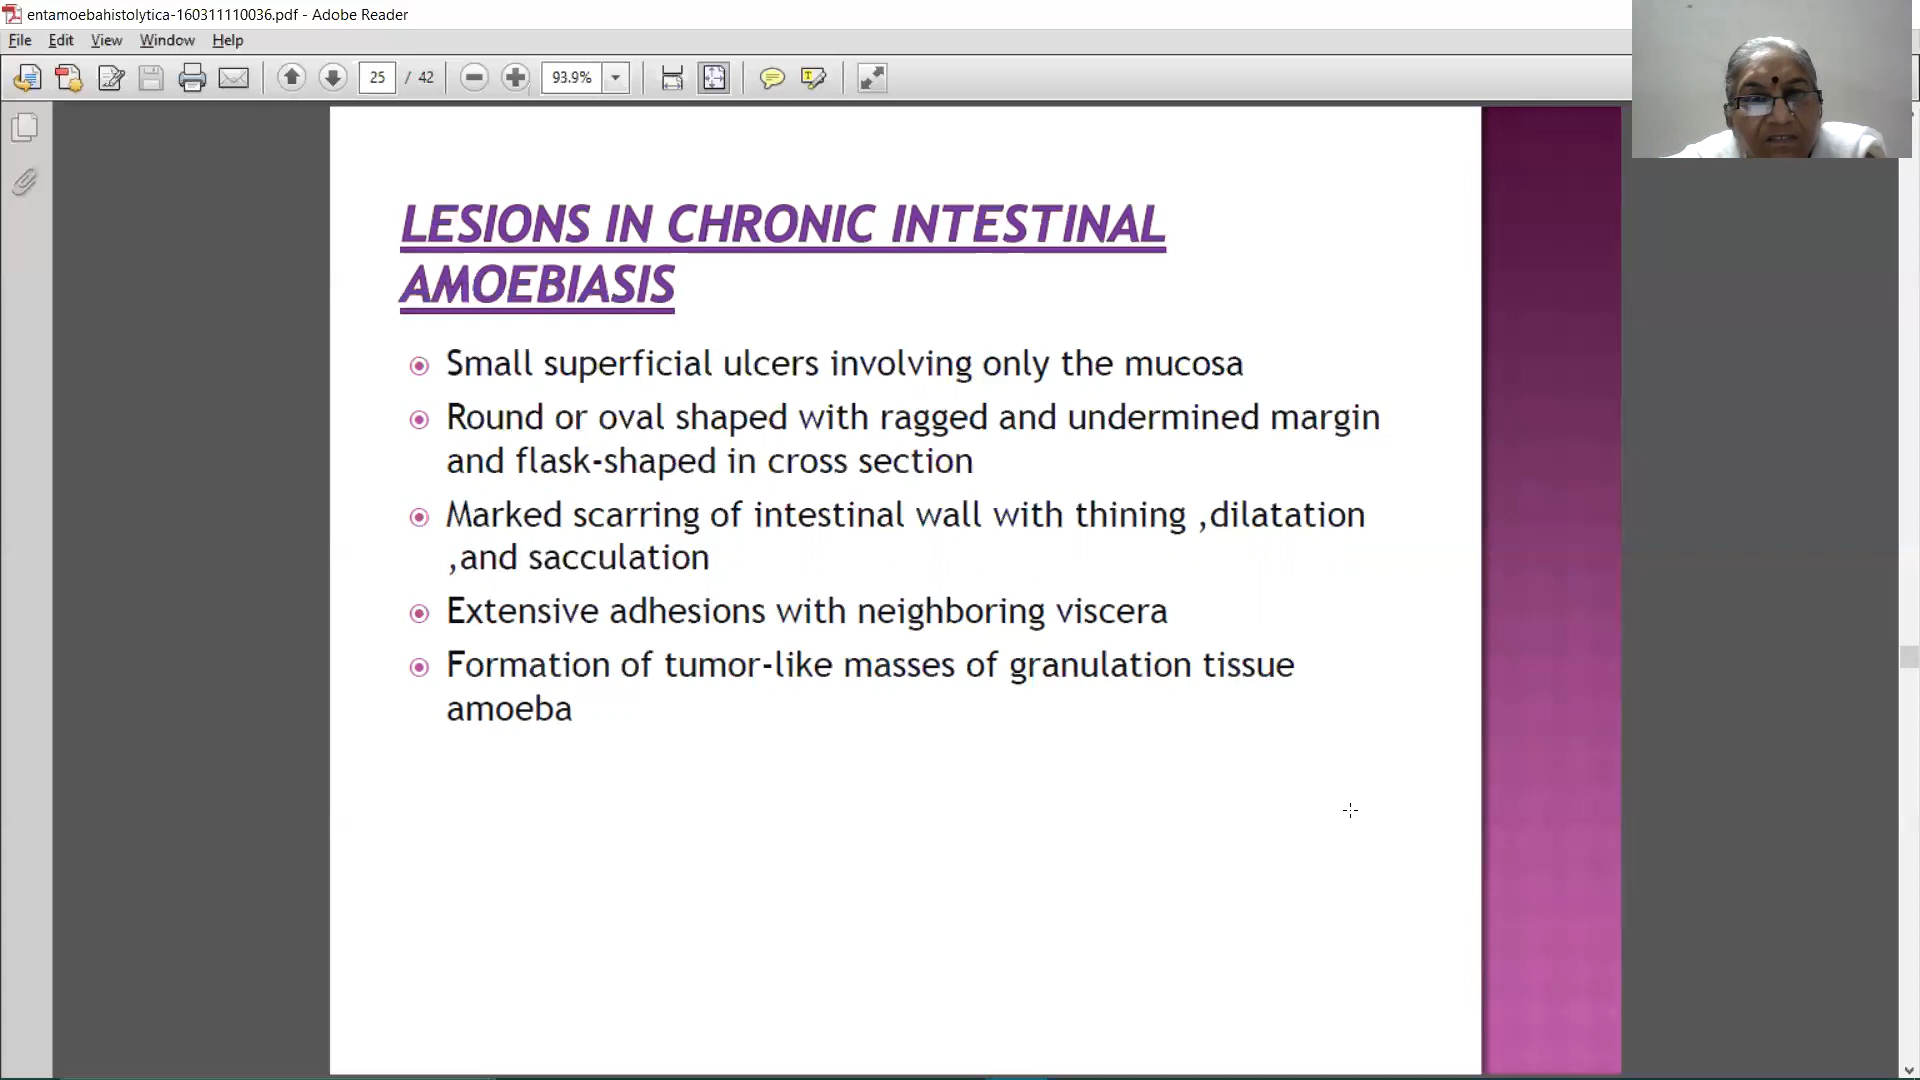 entamoebahistolytica-160311110036.pdf - Adobe Reader
File Edit View Window Help
25 / 42 93.9%
LESIONS IN CHRONIC INTESTINAL
AMOEBIASIS
Small superficial ulcers involving only the mucosa
Round or oval shaped with ragged and undermined margin
and flask-shaped in cross section
Marked scarring of intestinal wall with thining ,dilatation
,and sacculation
Extensive adhesions with neighboring viscera
Formation of tumor-like masses of granulation tissue
amoeba